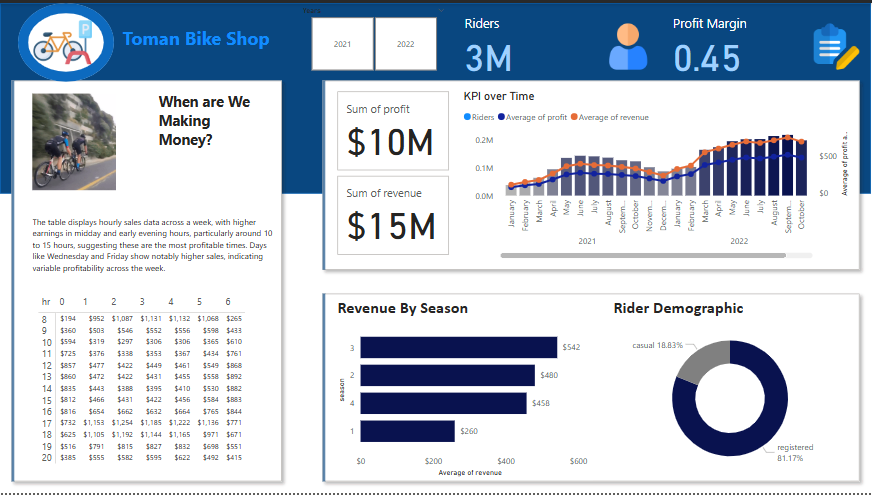 Toman Bike Shop
Years
2021
2022
Riders
3M
Profit Margin
0.45
When are We
Making
Money?
The table displays hourly sales data across a week, with higher
earnings in midday and early evening hours, particularly around 10
to 15 hours, suggesting these are the most profitable times. Days
like Wednesday and Friday show notably higher sales, indicating
variable profitability across the week.
hr 0 1 2 3 4 5 6
8 $194 $952 $1,087 $1,131 $1,132 $1,068 $265
9 $360 $503 $546 $552 $556 $598 $433
10 $594 $319 $297 $306 $306 $365 $610
11 $725 $376 $338 $353 $367 $434 $761
12 $857 $477 $422 $449 $461 $549 $868
13 $860 $472 $422 $431 $455 $558 $892
14 $835 $443 $388 $395 $410 $530 $882
15 $812 $466 $431 $422 $456 $584 $883
16 $816 $654 $662 $632 $664 $765 $844
17 $732 $1,153 $1,254 $1,185 $1,222 $1,136 $771
18 $625 $1,105 $1,192 $1,144 $1,165 $971 $671
19 $516 $791 $815 $827 $832 $698 $551
20 $385 $555 $582 $595 $622 $492 $415
Sum of profit
$10M
Sum of revenue
$15M
KPI over Time
Riders Average of profit Average of revenue
0.2M
0.1M
0.0M
$500
$0
Average of profit a..
January February March April May June July August Septem.. October Novem.. Decem.. January February March April May June July August Septem.. October
2021 2022
Revenue By Season
season
3 $542
2 $480
4 $458
1 $260
$0 $200 $400 $600
Average of revenue
Rider Demographic
casual 18.83%
registered
81.17%